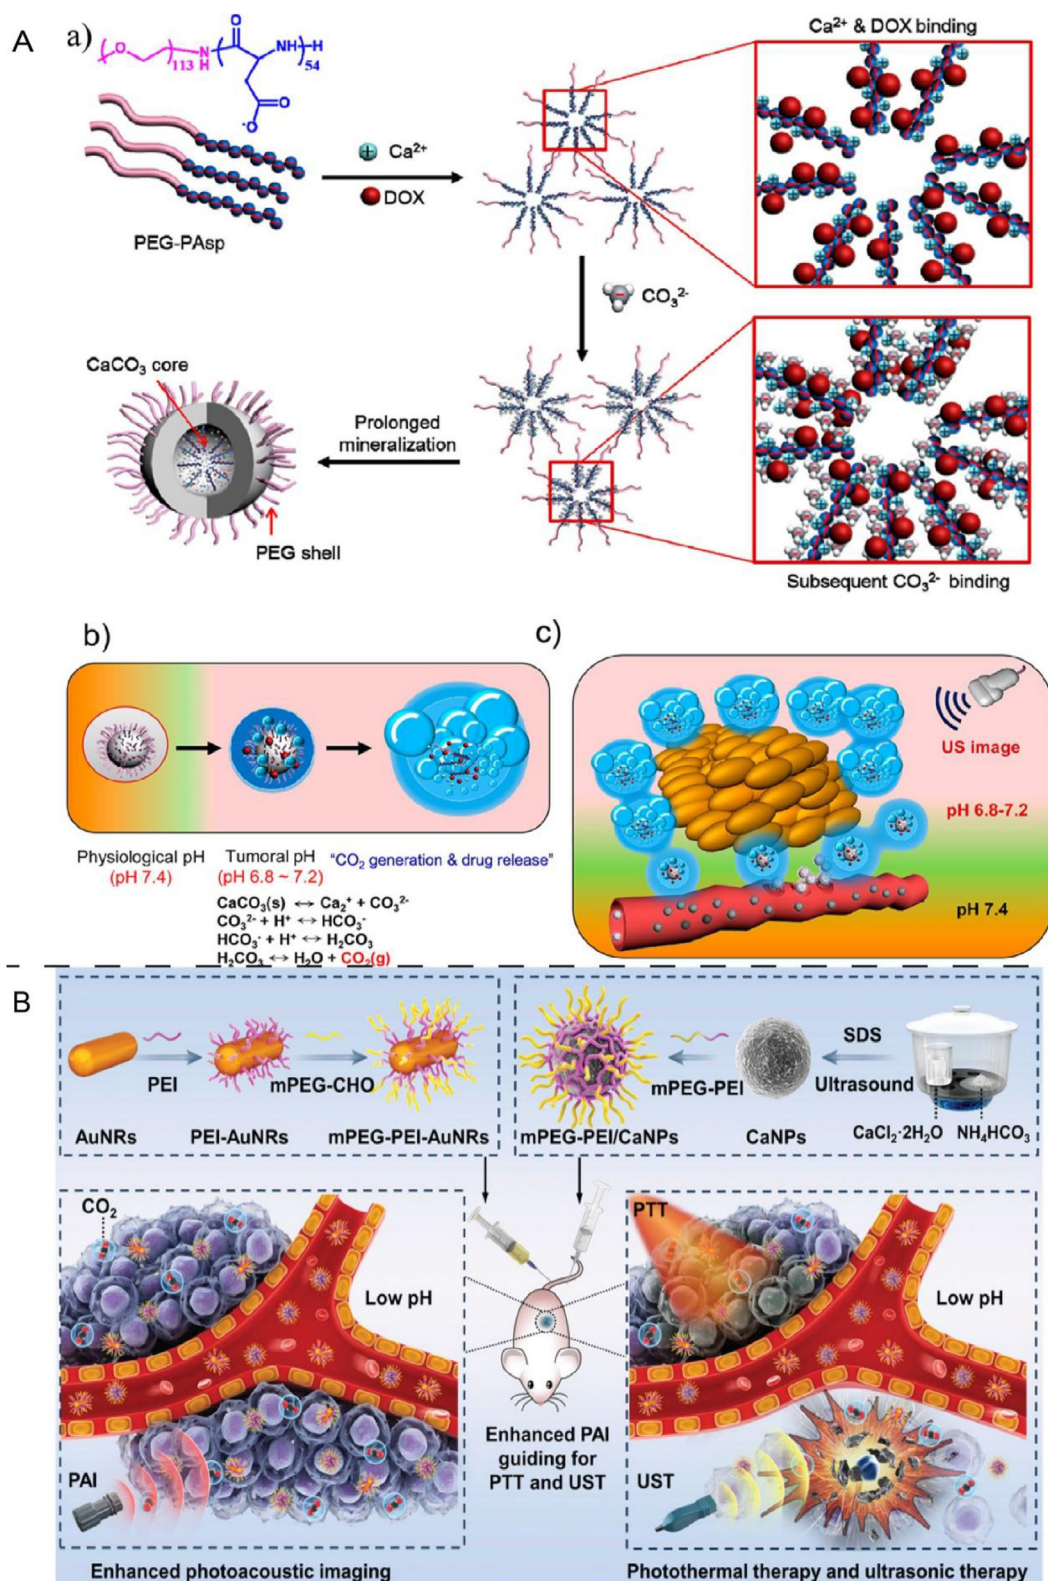 A
a)
O
O
NH
H
113
N
H
54
O
O
PEG-PAsp
Ca²⁺
DOX
Ca²⁺ & DOX binding
CO₃²⁻
CaCO₃ core
Prolonged
mineralization
PEG shell
Subsequent CO₃²⁻ binding
b)
Physiological pH
(pH 7.4)
Tumoral pH
(pH 6.8 ~ 7.2)
"CO₂ generation & drug release"
CaCO₃(s) ↔ Ca₂⁺ + CO₃²⁻
CO₃²⁻ + H⁺ ↔ HCO₃⁻
HCO₃⁻ + H⁺ ↔ H₂CO₃
H₂CO₃ ↔ H₂O + CO₂(g)
c)
US image
pH 6.8-7.2
pH 7.4
B
PEI
mPEG-CHO
AuNRs
PEI-AuNRs
mPEG-PEI-AuNRs
mPEG-PEI
SDS
Ultrasound
mPEG-PEI/CaNPs
CaNPs
CaCl₂·2H₂O
NH₄HCO₃
CO₂
Low pH
PAI
Enhanced PAI
guiding for
PTT and UST
PTT
Low pH
UST
Enhanced photoacoustic imaging
Photothermal therapy and ultrasonic therapy